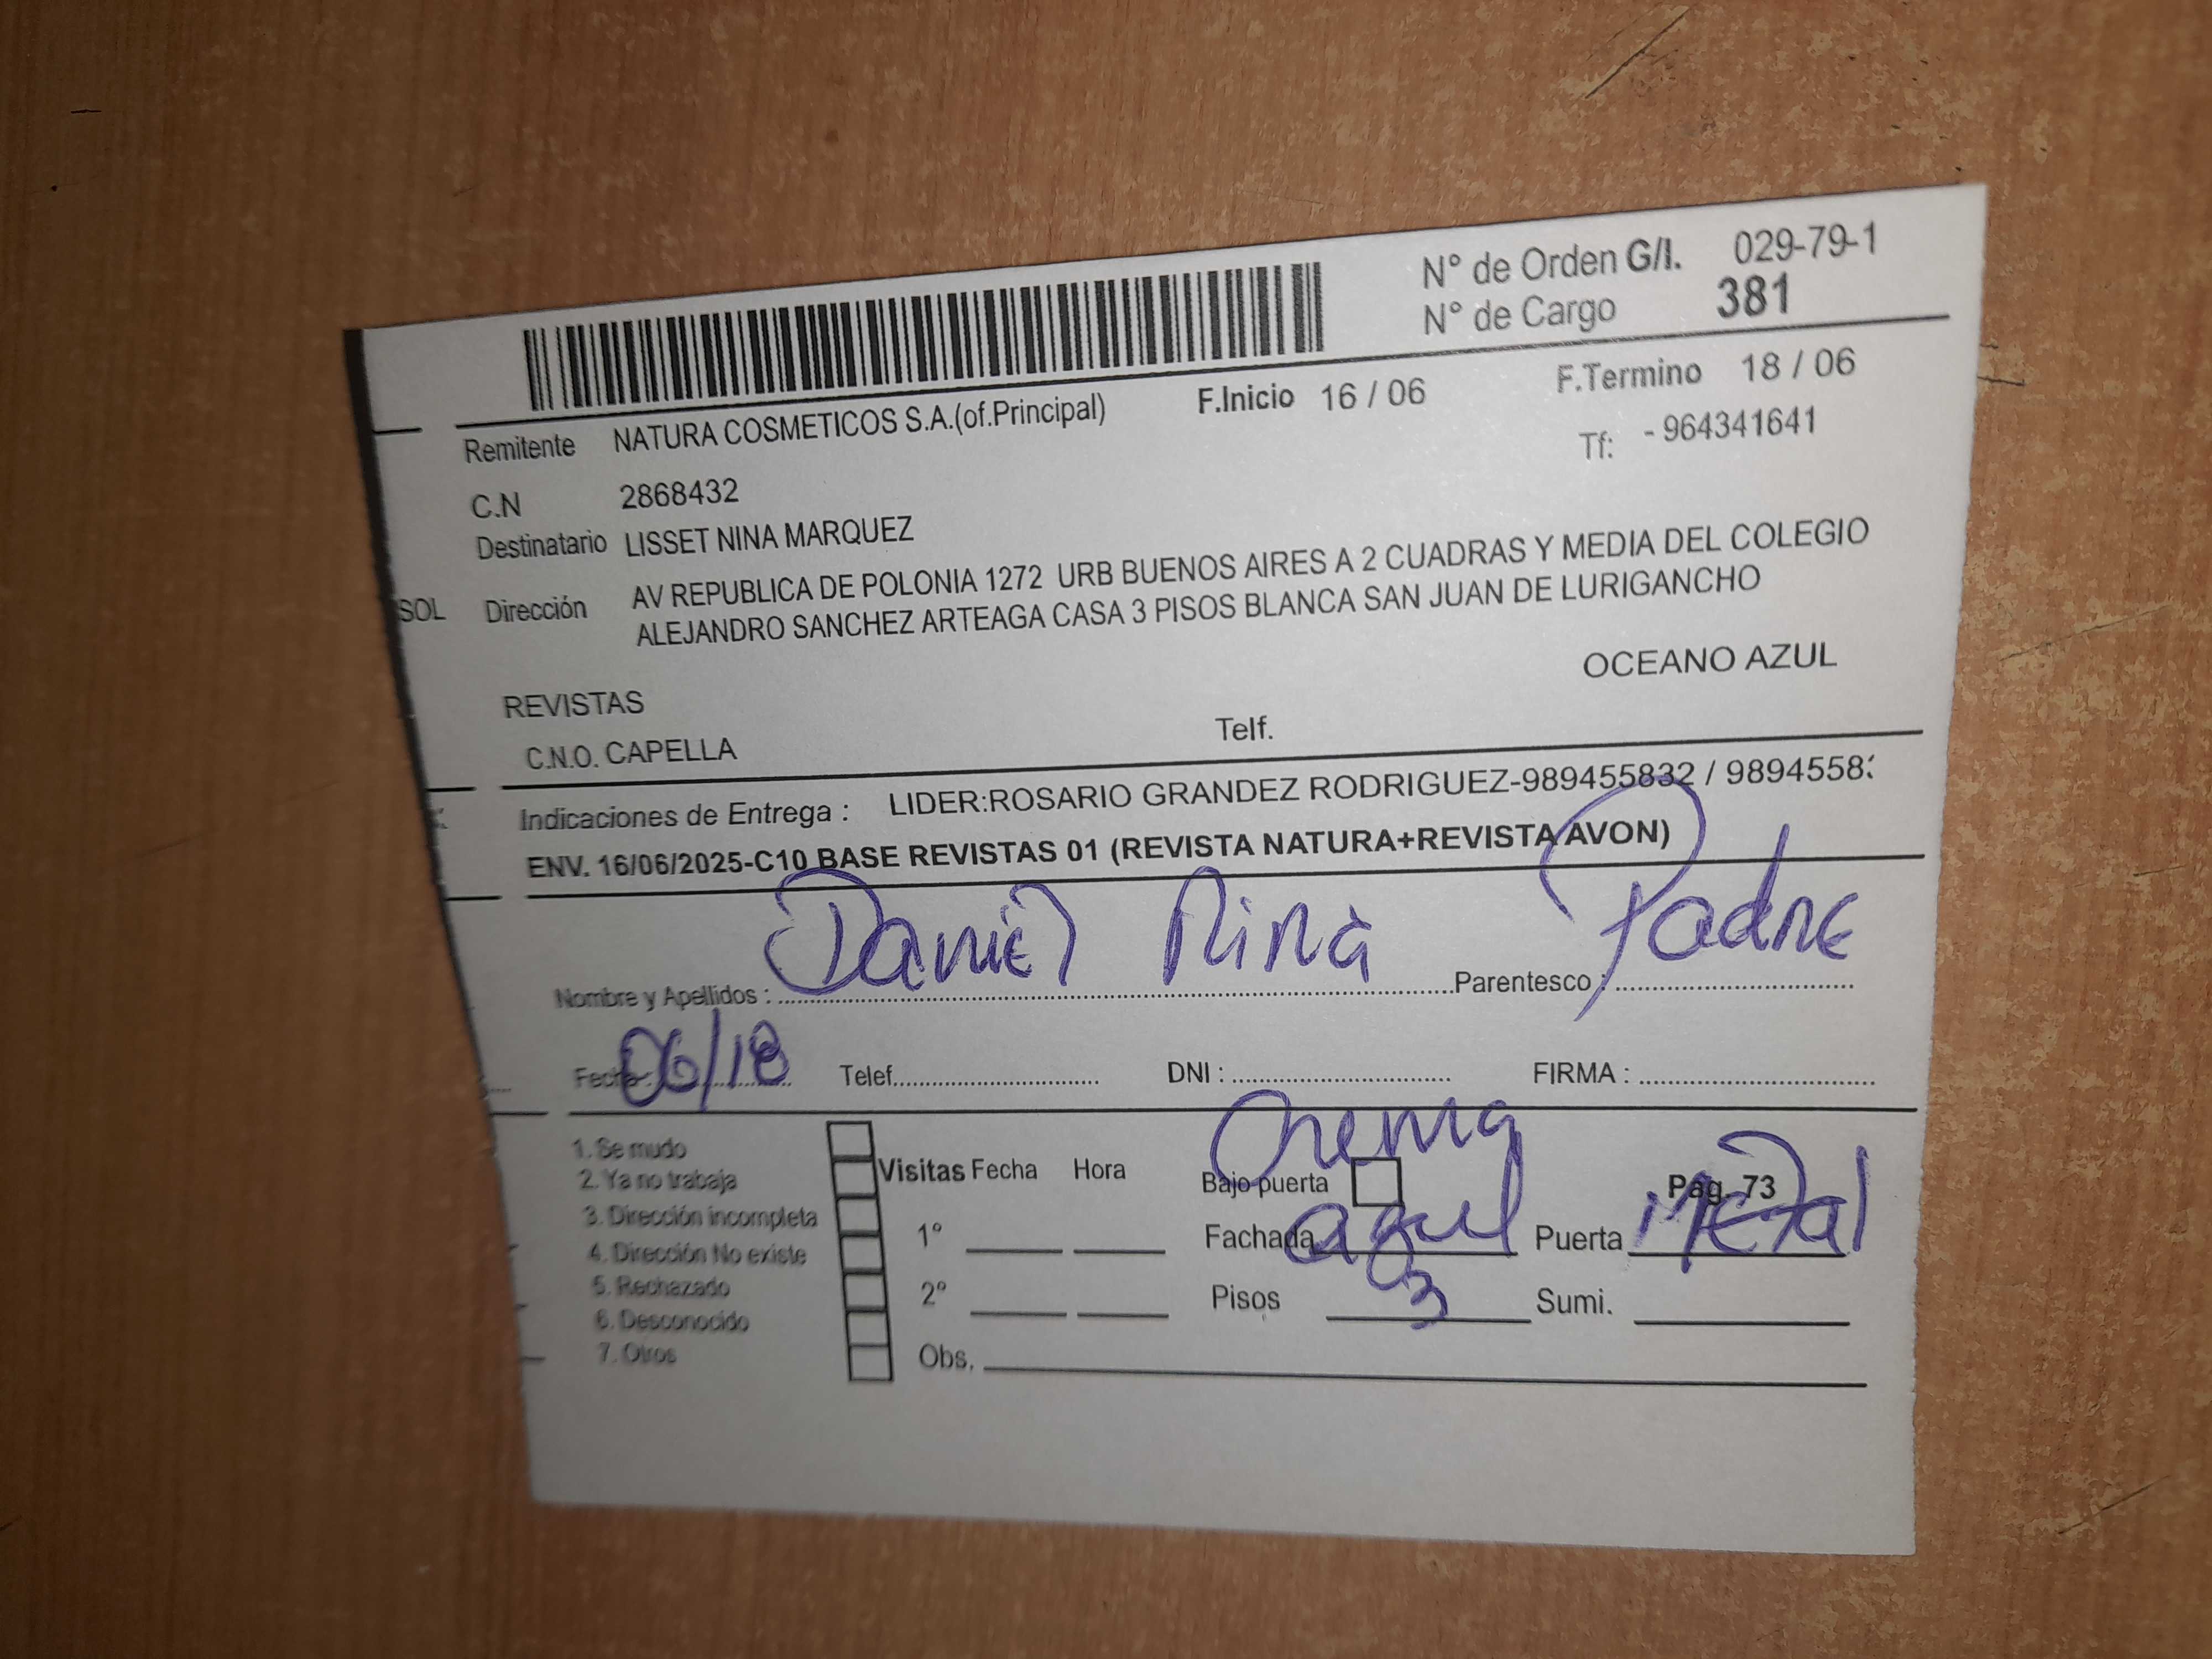 N° de Orden G/I. 029-79-1
N° de Cargo 381
Remitente NATURA COSMETICOS S.A.(of.Principal) F.Inicio 16 / 06 F.Termino 18 / 06
C.N 2868432 Tf: - 964341641
Destinatario LISSET NINA MARQUEZ
SOL Dirección AV REPUBLICA DE POLONIA 1272 URB BUENOS AIRES A 2 CUADRAS Y MEDIA DEL COLEGIO
ALEJANDRO SANCHEZ ARTEAGA CASA 3 PISOS BLANCA SAN JUAN DE LURIGANCHO
OCEANO AZUL
REVISTAS
C.N.O. CAPELLA Telf.
Indicaciones de Entrega : LIDER:ROSARIO GRANDEZ RODRIGUEZ-989455832 / 98945583
ENV. 16/06/2025-C10 BASE REVISTAS 01 (REVISTA NATURA+REVISTA AVON)
Nombre y Apellidos : Daniel Nina Parentesco : Padre
Fecha: 06/18 Telef. DNI : FIRMA :
1. Se mudo
2. Ya no trabaja
3. Dirección incompleta
4. Dirección No existe
5. Rechazado
6. Desconocido
7. Otros
Visitas Fecha Hora
1°
2°
Obs.
Crema
Bajo puerta Pag. 73
Fachada azul Puerta Metal
Pisos 3 Sumi.